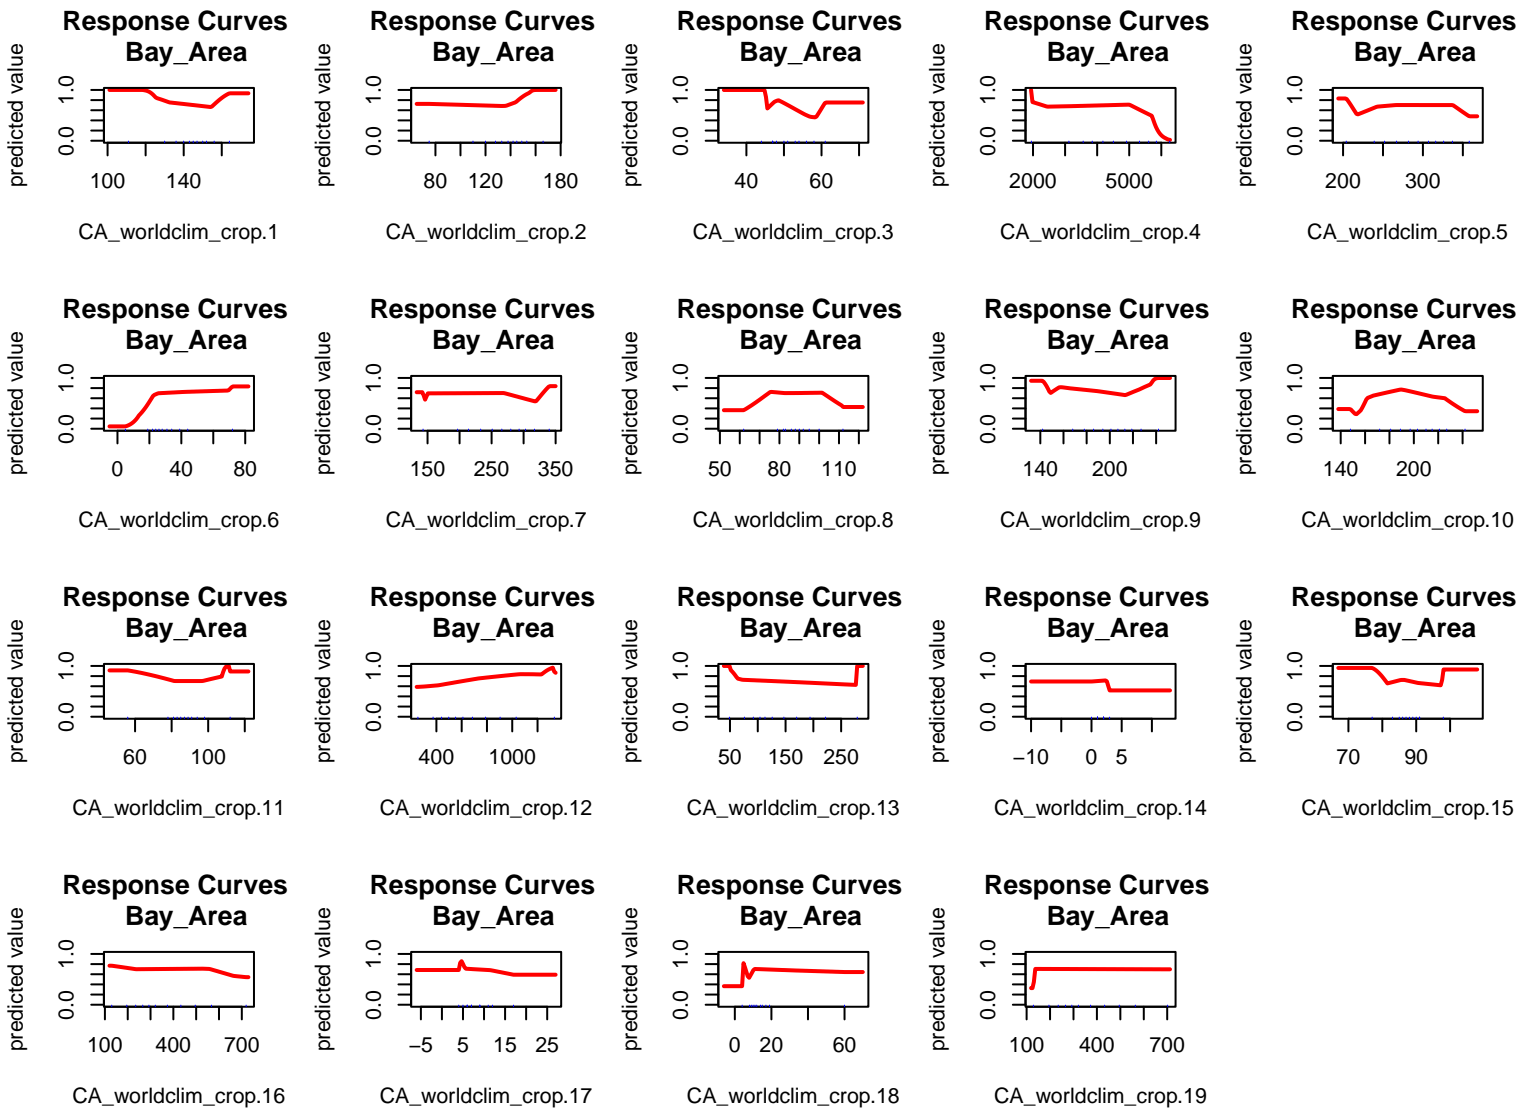 Response Curves
Bay_Area
predicted value
0.0 1.0
100 140
CA_worldclim_crop.1
Response Curves
Bay_Area
predicted value
0.0 1.0
80 120 180
CA_worldclim_crop.2
Response Curves
Bay_Area
predicted value
0.0 1.0
40 60
CA_worldclim_crop.3
Response Curves
Bay_Area
predicted value
0.0 1.0
2000 5000
CA_worldclim_crop.4
Response Curves
Bay_Area
predicted value
0.0 1.0
200 300
CA_worldclim_crop.5
Response Curves
Bay_Area
predicted value
0.0 1.0
0 40 80
CA_worldclim_crop.6
Response Curves
Bay_Area
predicted value
0.0 1.0
150 250 350
CA_worldclim_crop.7
Response Curves
Bay_Area
predicted value
0.0 1.0
50 80 110
CA_worldclim_crop.8
Response Curves
Bay_Area
predicted value
0.0 1.0
140 200
CA_worldclim_crop.9
Response Curves
Bay_Area
predicted value
0.0 1.0
140 200
CA_worldclim_crop.10
Response Curves
Bay_Area
predicted value
0.0 1.0
60 100
CA_worldclim_crop.11
Response Curves
Bay_Area
predicted value
0.0 1.0
400 1000
CA_worldclim_crop.12
Response Curves
Bay_Area
predicted value
0.0 1.0
50 150 250
CA_worldclim_crop.13
Response Curves
Bay_Area
predicted value
0.0 1.0
−10 0 5
CA_worldclim_crop.14
Response Curves
Bay_Area
predicted value
0.0 1.0
70 90
CA_worldclim_crop.15
Response Curves
Bay_Area
predicted value
0.0 1.0
100 400 700
CA_worldclim_crop.16
Response Curves
Bay_Area
predicted value
0.0 1.0
−5 5 15 25
CA_worldclim_crop.17
Response Curves
Bay_Area
predicted value
0.0 1.0
0 20 60
CA_worldclim_crop.18
Response Curves
Bay_Area
predicted value
0.0 1.0
100 400 700
CA_worldclim_crop.19